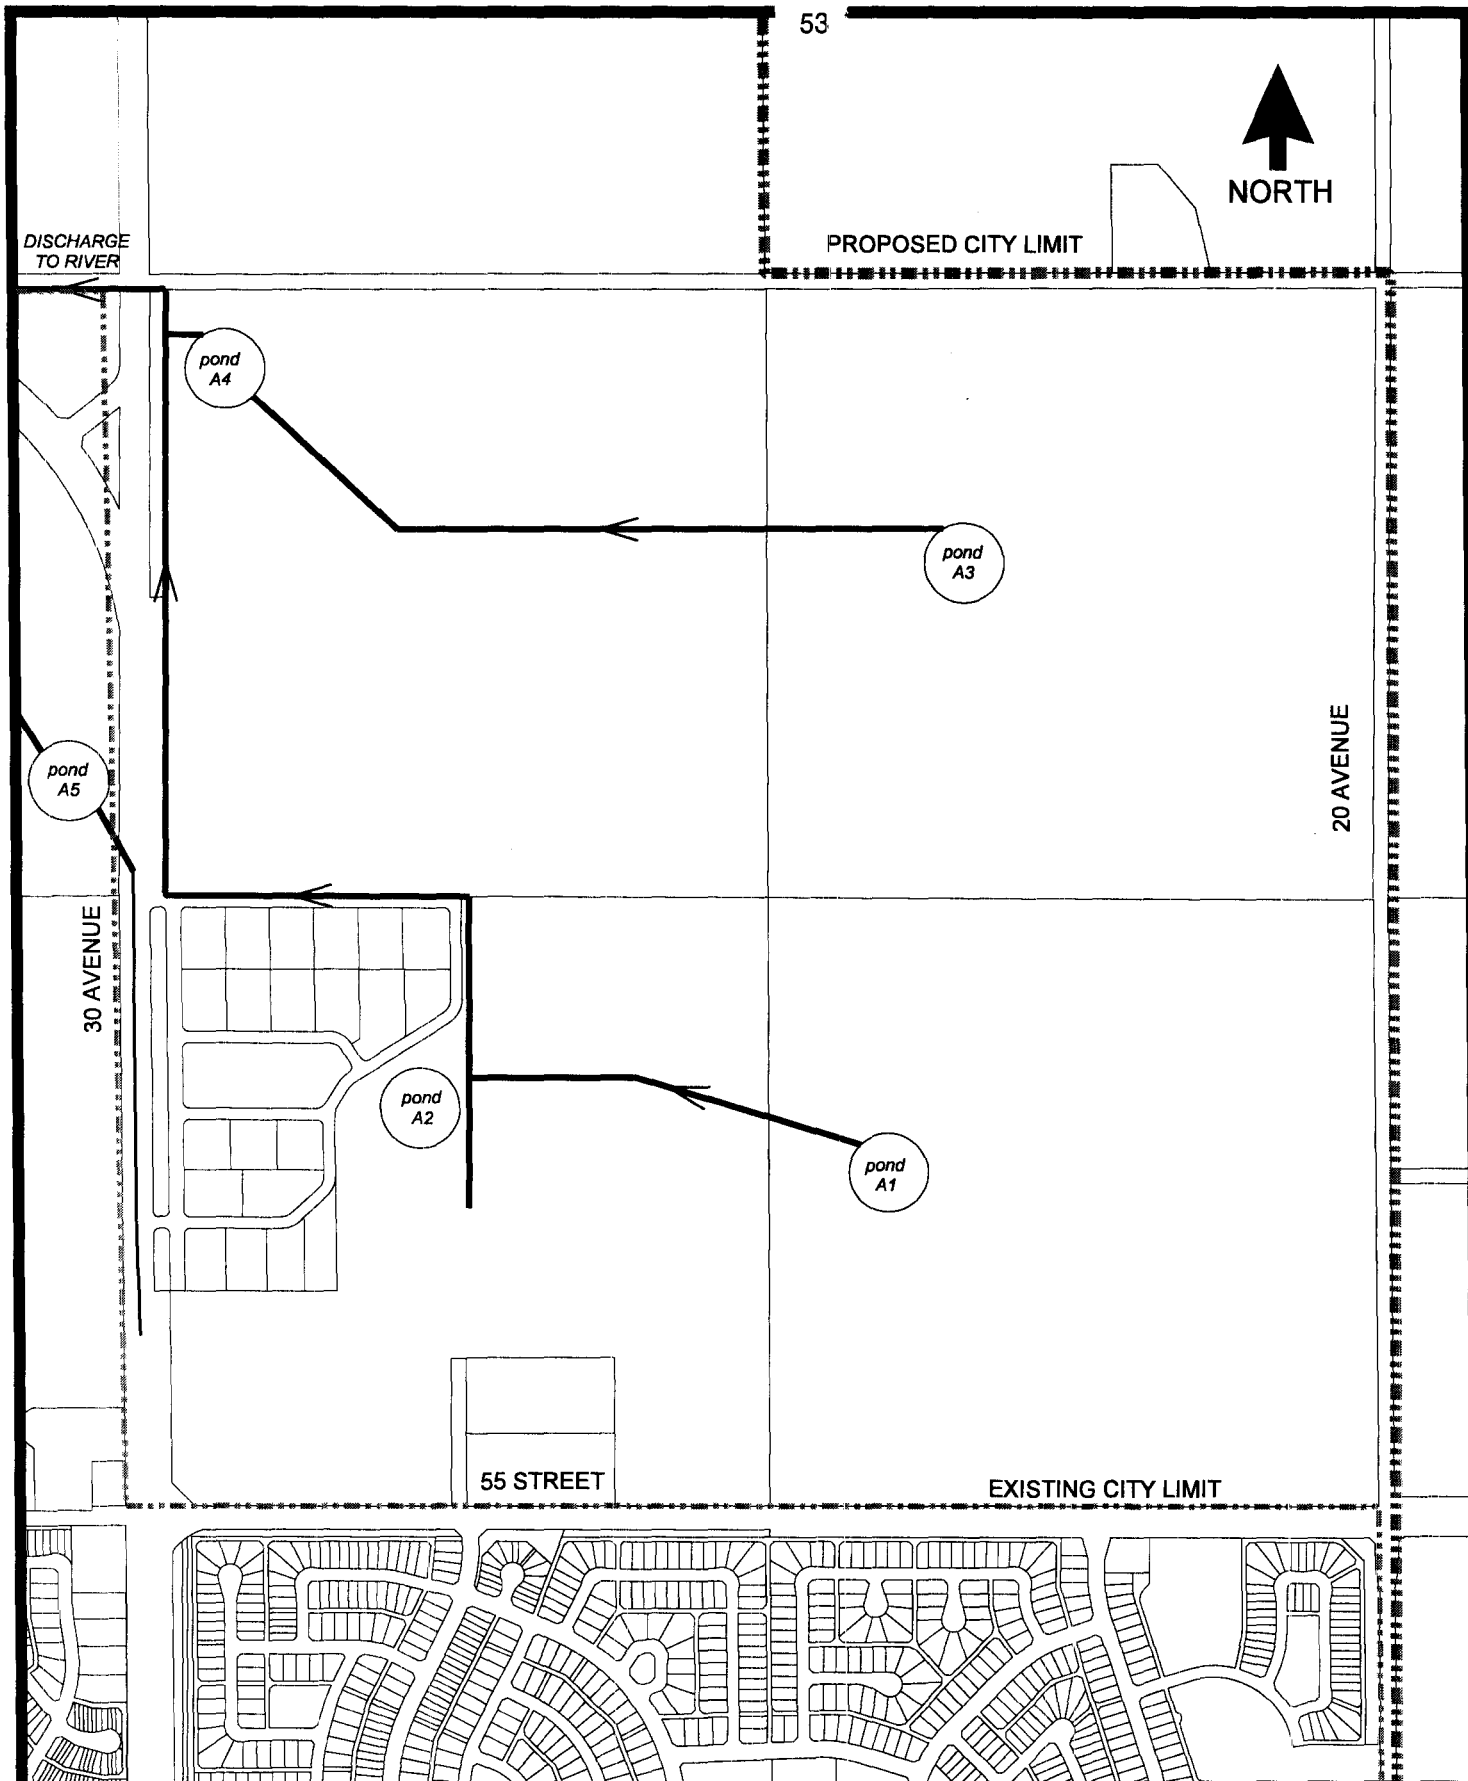 53
NORTH
PROPOSED CITY LIMIT
DISCHARGE
TO RIVER
pond
A4
pond
A3
20 AVENUE
pond
A5
30 AVENUE
pond
A2
pond
A1
55 STREET
EXISTING CITY LIMIT